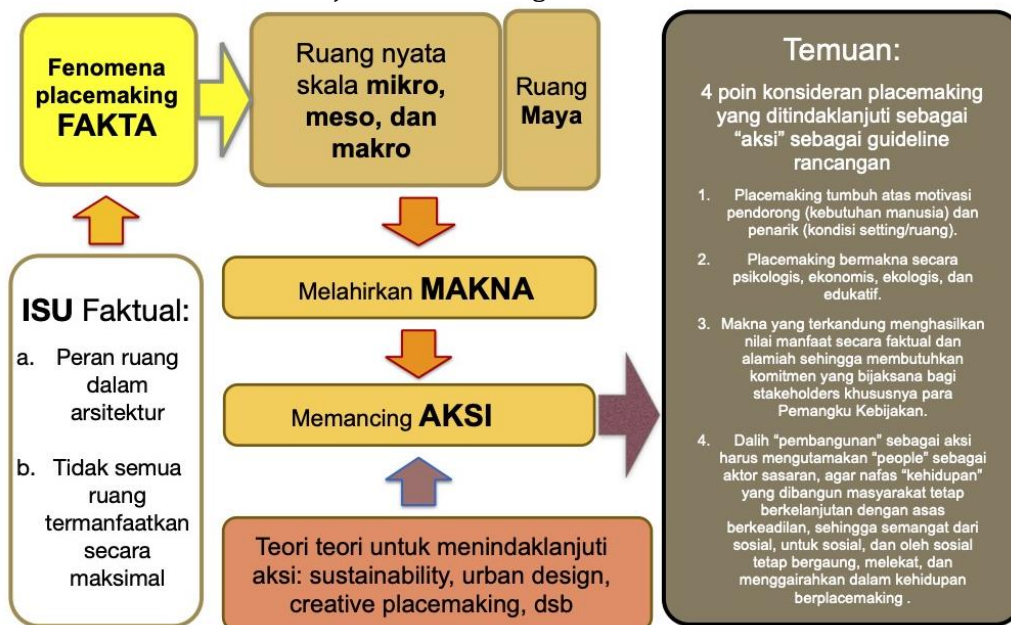 Fenomena
placemaking
FAKTA
Ruang nyata
skala mikro,
meso, dan
makro
Ruang
Maya
ISU Faktual:
a. Peran ruang
dalam
arsitektur
b. Tidak semua
ruang
termanfaatkan
secara
maksimal
Melahirkan MAKNA
Memancing AKSI
Teori teori untuk menindaklanjuti
aksi: sustainability, urban design,
creative placemaking, dsb
Temuan:
4 poin konsideran placemaking
yang ditindaklanjuti sebagai
“aksi” sebagai guideline
rancangan
1. Placemaking tumbuh atas motivasi
pendorong (kebutuhan manusia) dan
penarik (kondisi setting/ruang).
2. Placemaking bermakna secara
psikologis, ekonomis, ekologis, dan
edukatif.
3. Makna yang terkandung menghasilkan
nilai manfaat secara faktual dan
alamiah sehingga membutuhkan
komitmen yang bijaksana bagi
stakeholders khususnya para
Pemangku Kebijakan.
4. Dalih “pembangunan” sebagai aksi
harus mengutamakan “people” sebagai
aktor sasaran, agar nafas “kehidupan”
yang dibangun masyarakat tetap
berkelanjutan dengan asas
berkeadilan, sehingga semangat dari
sosial, untuk sosial, dan oleh sosial
tetap bergaung, melekat, dan
menggairahkan dalam kehidupan
berplacemaking .